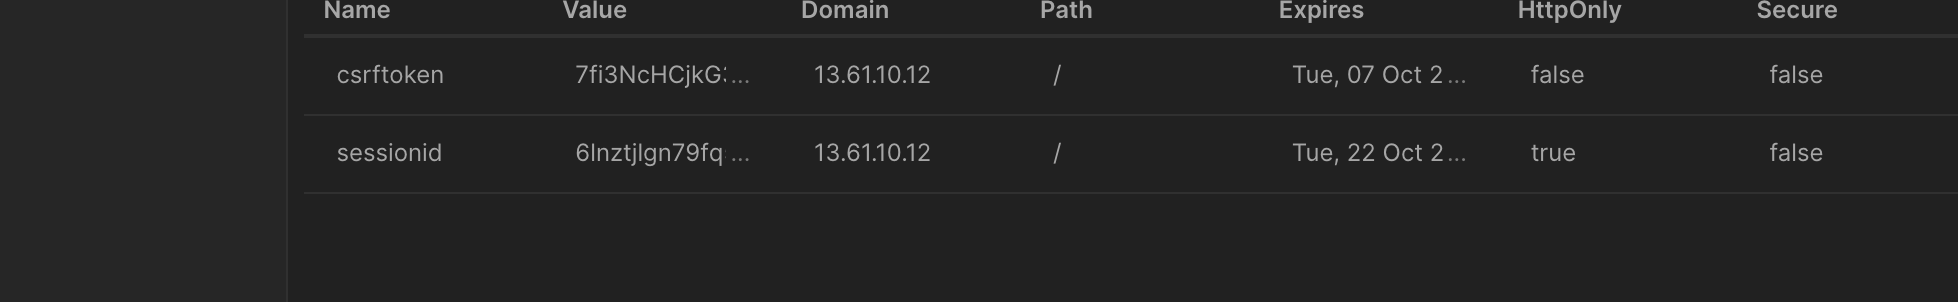 Name Value Domain Path Expires HttpOnly Secure
csrftoken 7fi3NcHCjkG... 13.61.10.12 / Tue, 07 Oct 2... false false
sessionid 6lnztjlgn79fq... 13.61.10.12 / Tue, 22 Oct 2... true false